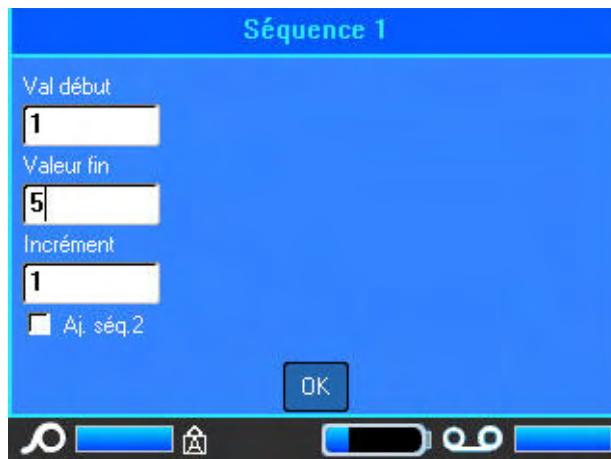 Séquence 1
Val début
1
Valeur fin
5
Incrément
1
Aj. séq.2
OK
A